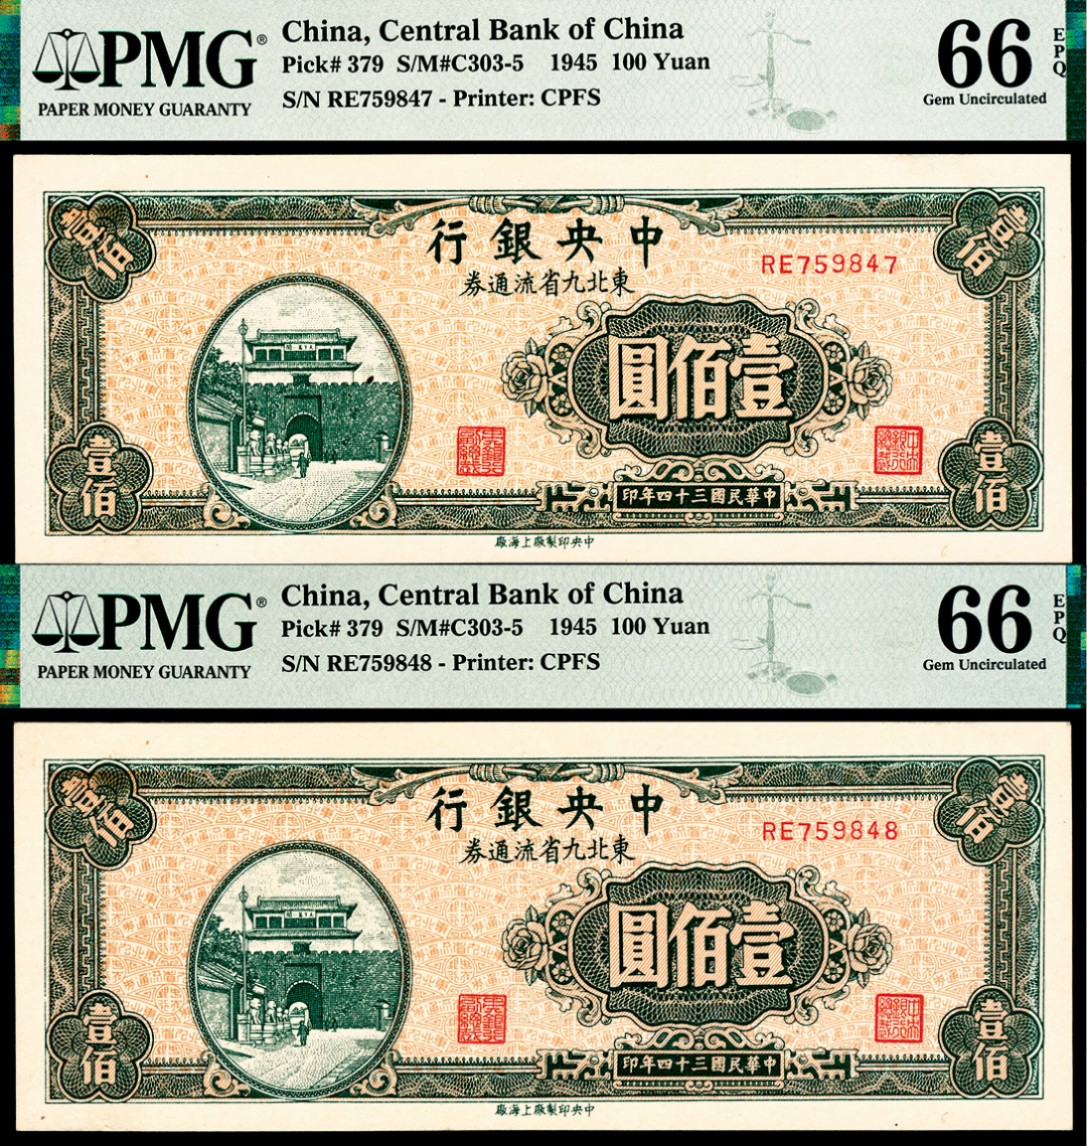 PMG®
PAPER MONEY GUARANTY
China, Central Bank of China
Pick# 379 S/M#C303-5 1945 100 Yuan
S/N RE759847 - Printer: CPFS
66
EPQ
Gem Uncirculated
壹佰
壹佰
中央銀行
RE759847
東北九省流通券
壹佰圓
壹佰
壹佰
中華民國三十四年印
中央印製廠上海廠
PMG®
PAPER MONEY GUARANTY
China, Central Bank of China
Pick# 379 S/M#C303-5 1945 100 Yuan
S/N RE759848 - Printer: CPFS
66
EPQ
Gem Uncirculated
壹佰
壹佰
中央銀行
RE759848
東北九省流通券
壹佰圓
壹佰
壹佰
中華民國三十四年印
中央印製廠上海廠